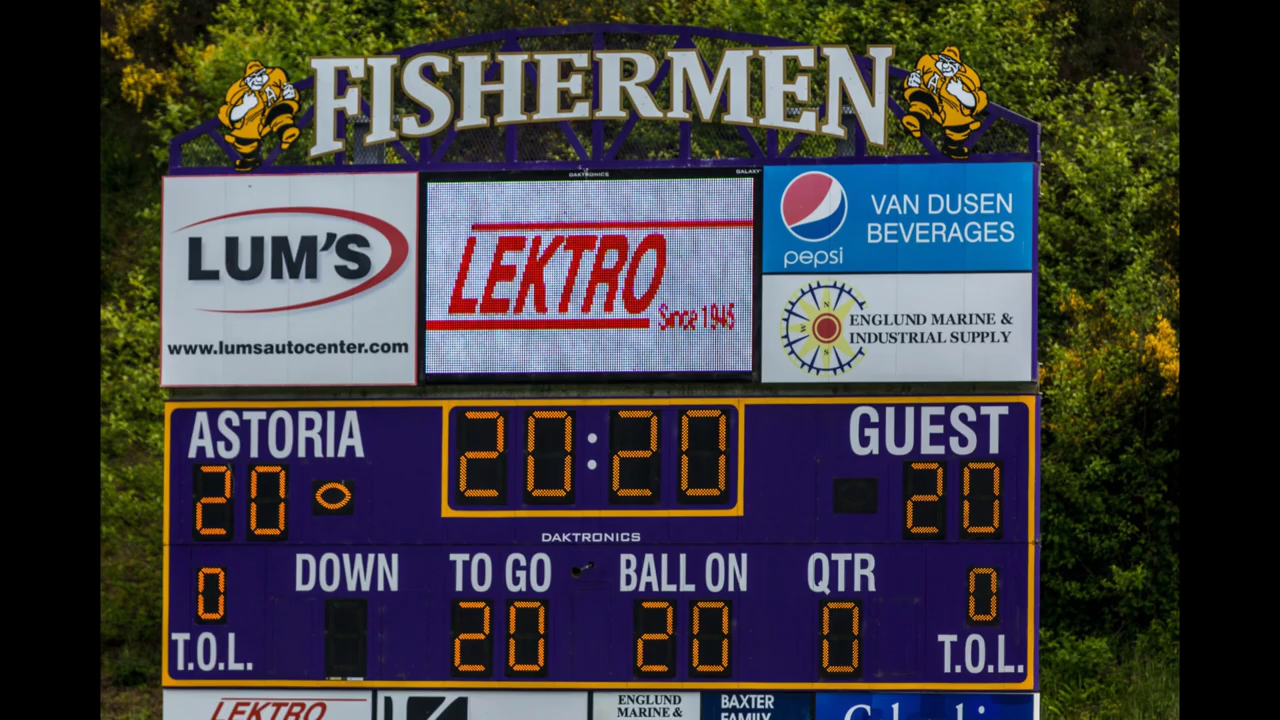 FISHERMEN
DAKTRONICS GALAXY
LUM'S
www.lumsautocenter.com
LEKTRO
Since 1945
pepsi
VAN DUSEN
BEVERAGES
N
W
S
ENGLUND MARINE &
INDUSTRIAL SUPPLY
ASTORIA
20:20
GUEST
20
20
DAKTRONICS
DOWN
TO GO
BALL ON
QTR
0
20
20
0
0
T.O.L.
T.O.L.
LEKTRO
ENGLUND
MARINE &
BAXTER
FAMILY